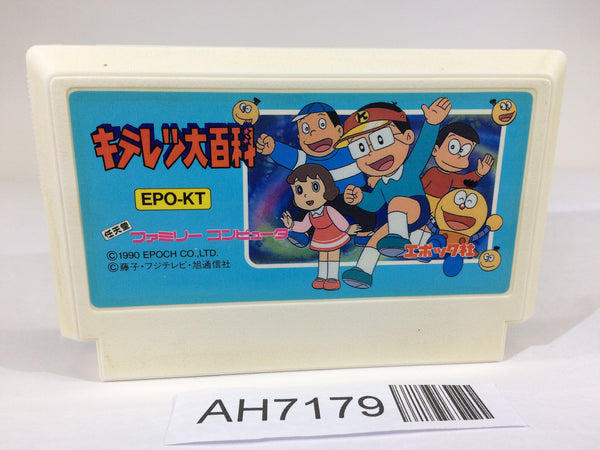 キテレツ大百科
EPO-KT
任天堂
ファミリー コンピュータ
©1990 EPOCH CO.,LTD.
©藤子・フジテレビ・旭通信社
K
エポック社
AH7179